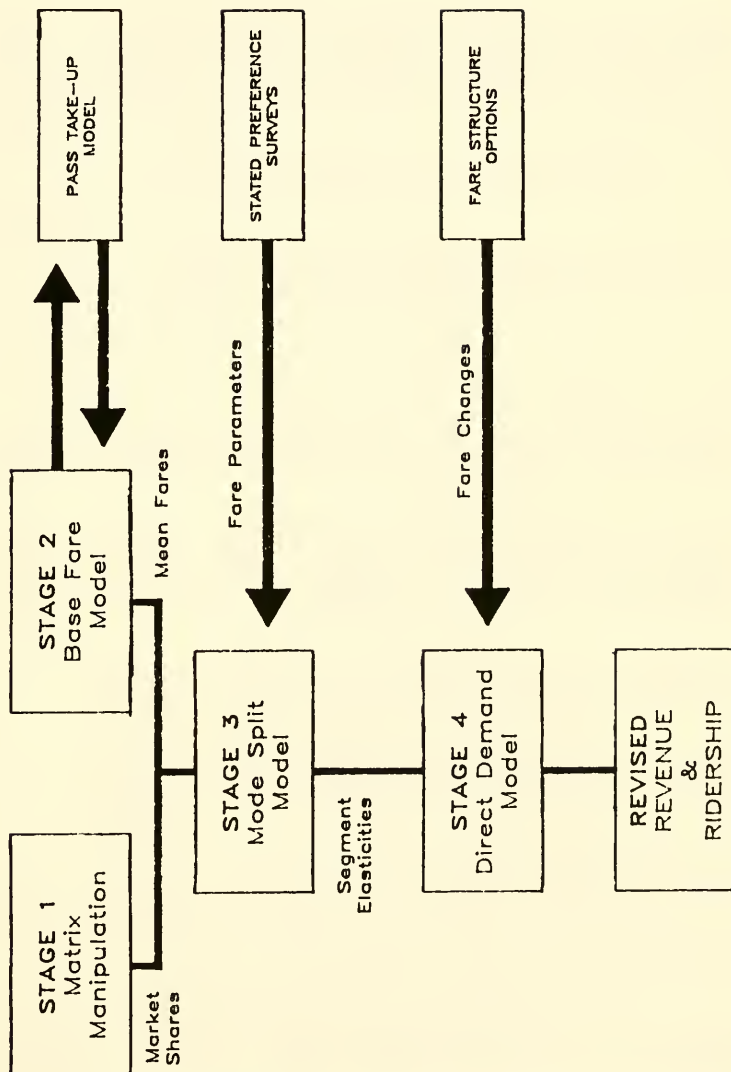 STAGE 1
Matrix
Manipulation
STAGE 2
Base Fare
Model
PASS TAKE-UP
MODEL
Market
Shares
Mean Fares
STAGE 3
Mode Split
Model
Fare Parameters
STATED PREFERENCE
SURVEYS
Segment
Elasticities
STAGE 4
Direct Demand
Model
Fare Changes
FARE STRUCTURE
OPTIONS
REVISED
REVENUE
&
RIDERSHIP